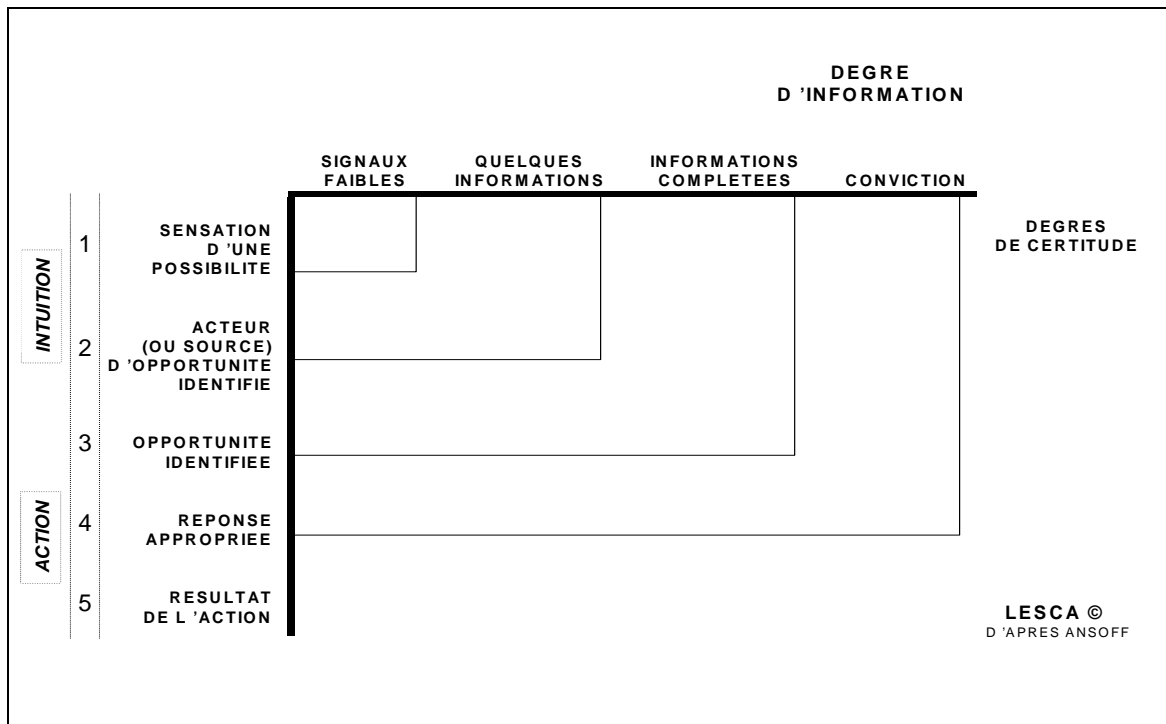 DEGRE
D 'INFORMATION
SIGNAUX
FAIBLES
QUELQUES
INFORMATIONS
INFORMATIONS
COMPLETEES
CONVICTION
DEGRES
DE CERTITUDE
INTUITION
1
SENSATION
D 'UNE
POSSIBILITE
2
ACTEUR
(OU SOURCE)
D 'OPPORTUNITE
IDENTIFIE
3
OPPORTUNITE
IDENTIFIEE
ACTION
4
REPONSE
APPROPRIEE
5
RESULTAT
DE L 'ACTION
LESCA ©
D 'APRES ANSOFF